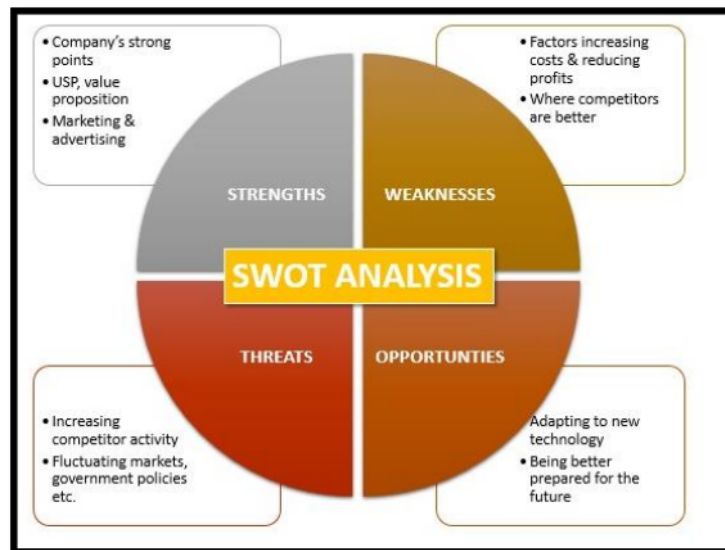 • Company's strong
points
• USP, value
proposition
• Marketing &
advertising
• Factors increasing
costs & reducing
profits
• Where competitors
are better
STRENGTHS
WEAKNESSES
SWOT ANALYSIS
THREATS
OPPORTUNTIES
• Increasing
competitor activity
• Fluctuating markets,
government policies
etc.
Adapting to new
technology
• Being better
prepared for the
future